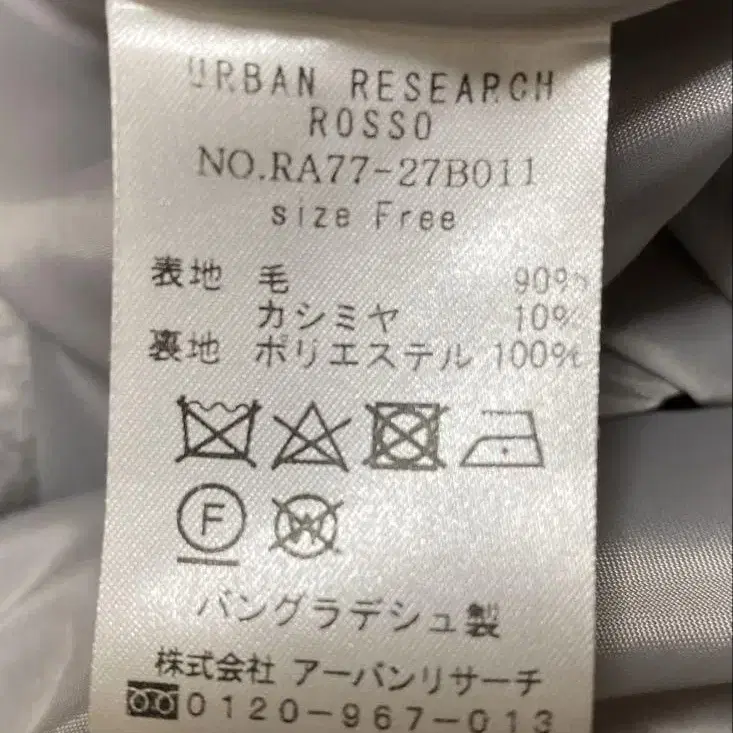 URBAN RESEARCH
ROSSO
NO.RA77-27B011
size Free
表地 毛 90%
カシミヤ 10%
裏地 ポリエステル 100%
F
W
バングラデシュ製
株式会社 アーバンリサーチ
0120-967-013